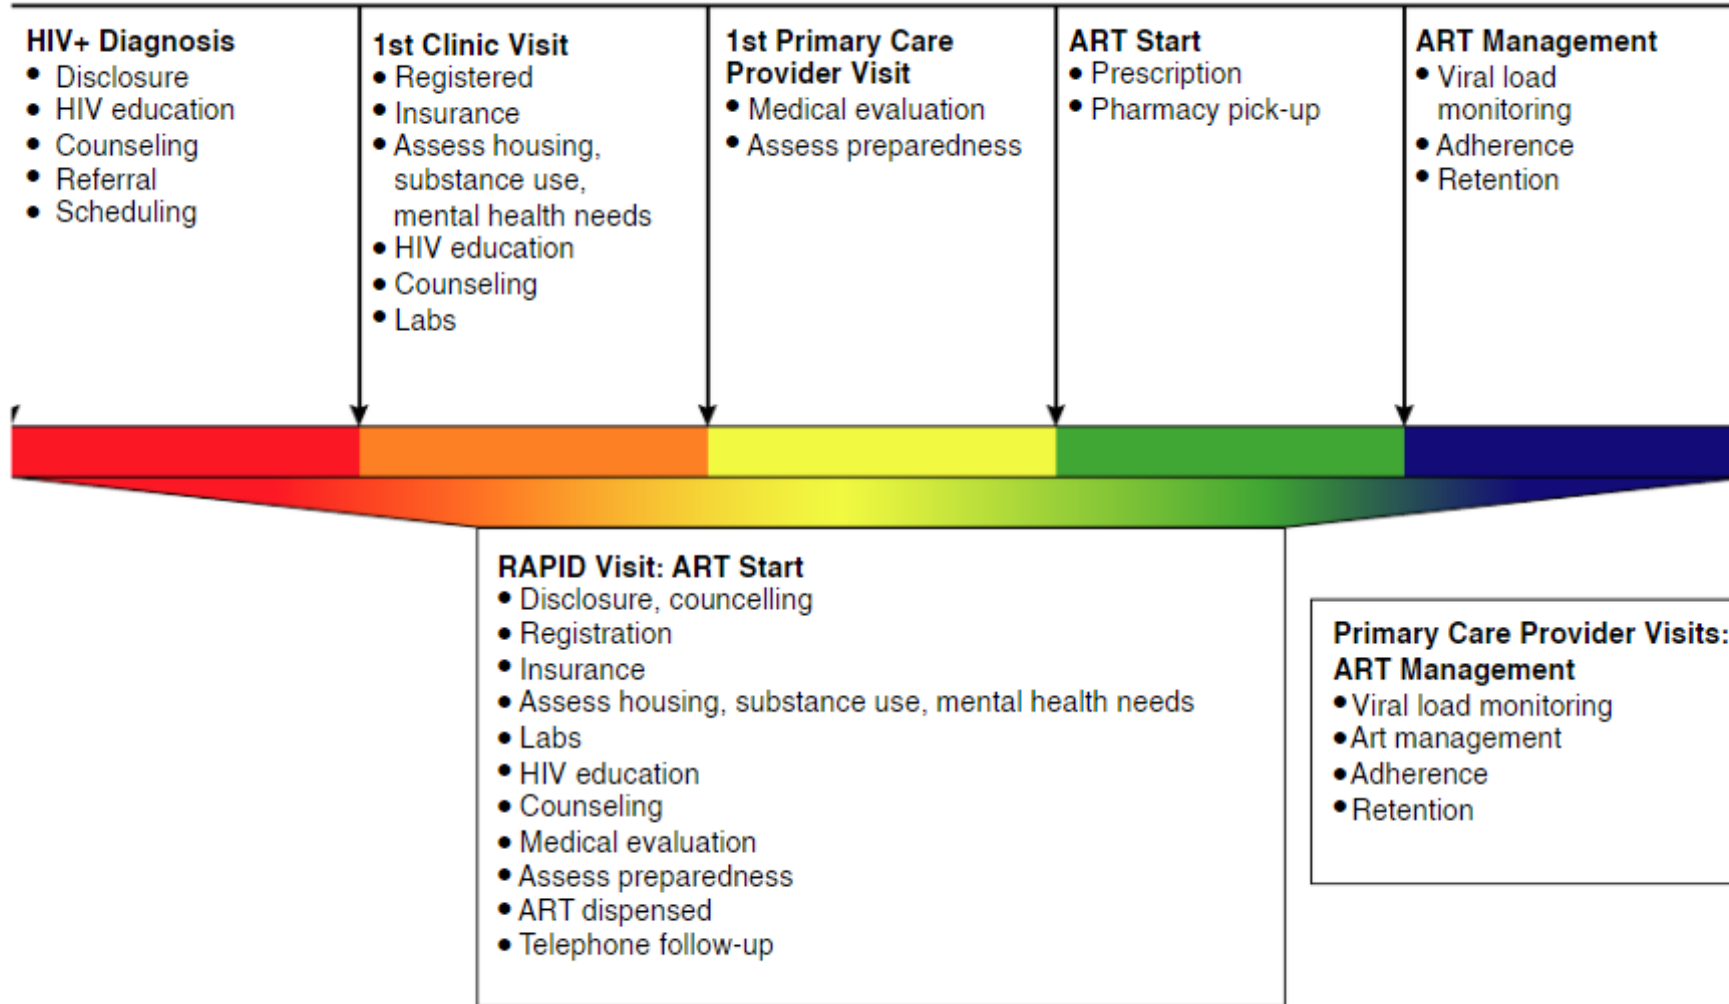 HIV+ Diagnosis
• Disclosure
• HIV education
• Counseling
• Referral
• Scheduling
1st Clinic Visit
• Registered
• Insurance
• Assess housing,
substance use,
mental health needs
• HIV education
• Counseling
• Labs
1st Primary Care
Provider Visit
• Medical evaluation
• Assess preparedness
ART Start
• Prescription
• Pharmacy pick-up
ART Management
• Viral load
monitoring
• Adherence
• Retention
RAPID Visit: ART Start
• Disclosure, councelling
• Registration
• Insurance
• Assess housing, substance use, mental health needs
• Labs
• HIV education
• Counseling
• Medical evaluation
• Assess preparedness
• ART dispensed
• Telephone follow-up
Primary Care Provider Visits:
ART Management
• Viral load monitoring
• Art management
• Adherence
• Retention